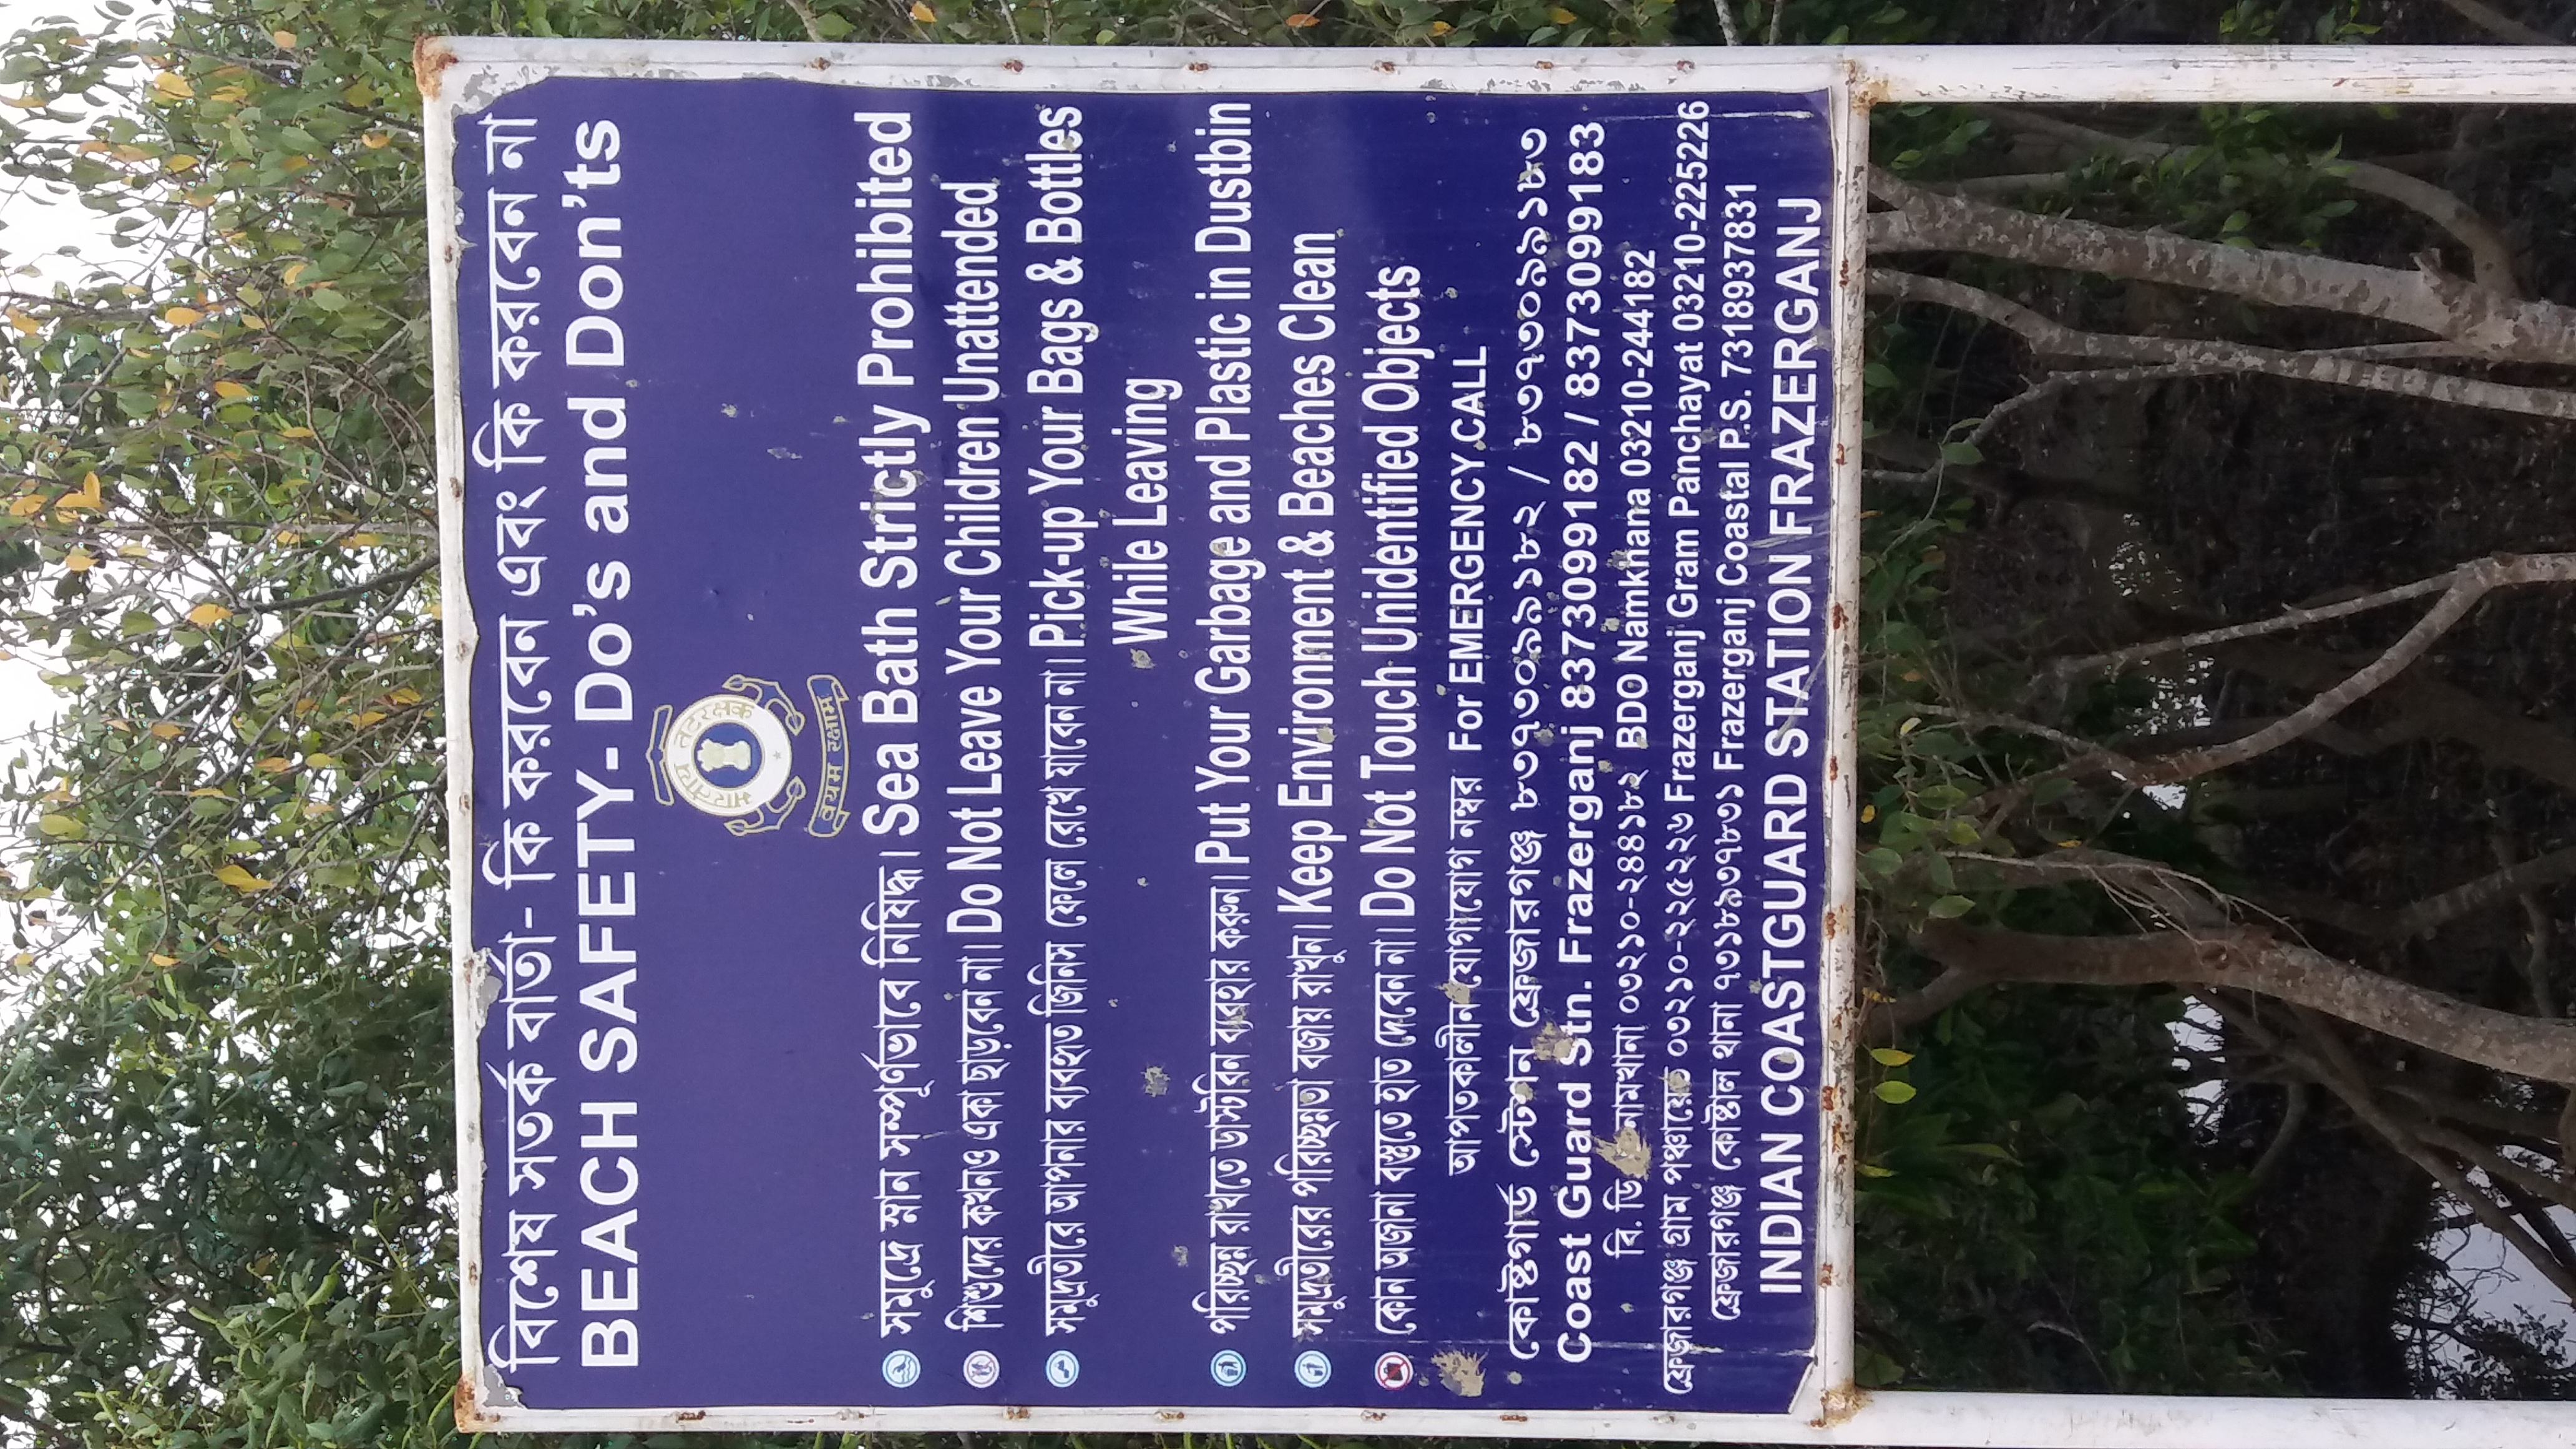 বিশেষ সতর্ক বার্তা- কি করবেন এবং কি করবেন না
BEACH SAFETY- Do's and Don'ts
भारतीय तटरक्षक
वयम रक्षाम
সমুদ্রে স্নান সম্পূর্ণভাবে নিষিদ্ধ। Sea Bath Strictly Prohibited
শিশুদের কখনও একা ছাড়বেন না। Do Not Leave Your Children Unattended
সমুদ্রতীরে আপনার ব্যবহৃত জিনিস ফেলে রেখে যাবেন না। Pick-up Your Bags & Bottles
While Leaving
পরিচ্ছন্ন রাখতে ডাস্টবিন ব্যবহার করুন। Put Your Garbage and Plastic in Dustbin
সমুদ্রতীরের পরিচ্ছন্নতা বজায় রাখুন। Keep Environment & Beaches Clean
কোন অজানা বস্তুতে হাত দেবেন না। Do Not Touch Unidentified Objects
আপতকালীন যোগাযোগ নম্বর For EMERGENCY CALL
কোষ্টগার্ড স্টেশন ফ্রেজারগঞ্জ ৮৩৭৩০৯৯১৮২ / ৮৩৭৩০৯৯১৮৩
Coast Guard Stn. Frazerganj 8373099182 / 8373099183
বি. ডি. নামখানা ০৩২১০-২৪৪১৮২ BDO Namkhana 03210-244182
ফ্রেজারগঞ্জ গ্রাম পঞ্চায়েত ০৩২১০-২২৫২২৬ Frazerganj Gram Panchayat 03210-225226
ফ্রেজারগঞ্জ কোষ্টাল থানা ৭৩১৮৯৩৭৮৩১ Frazerganj Coastal P.S. 7318937831
INDIAN COASTGUARD STATION FRAZERGANJ